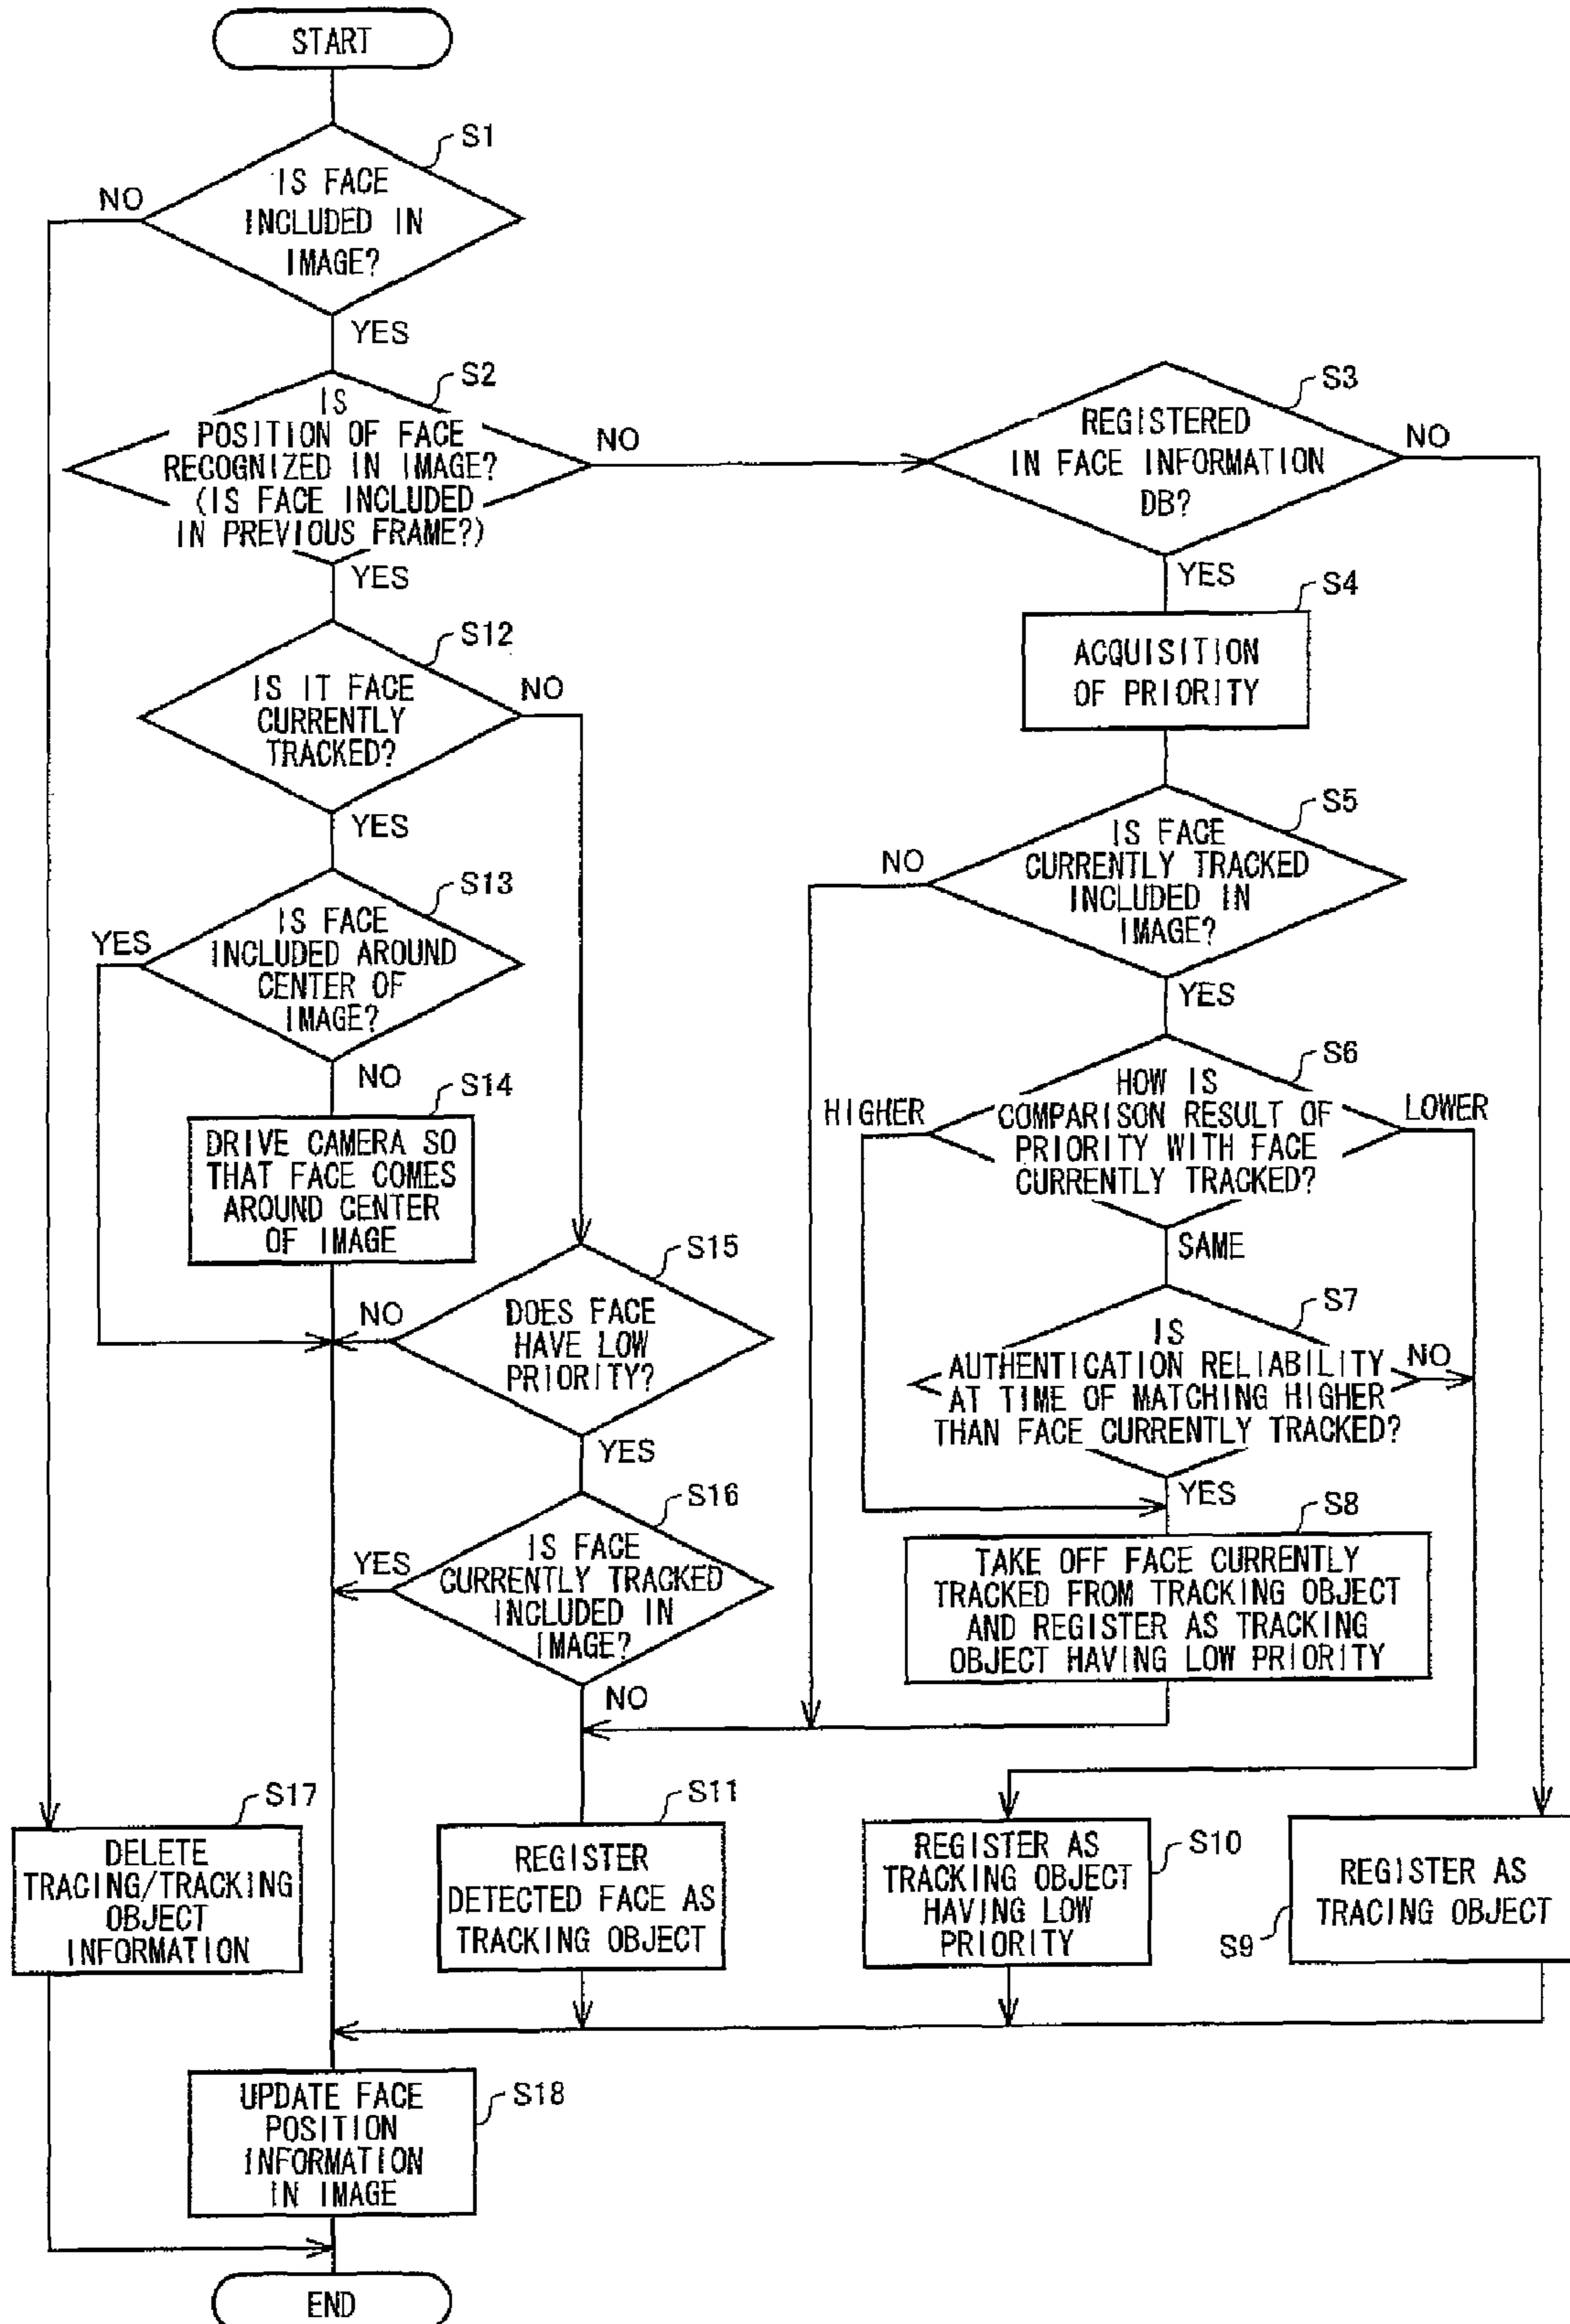 START
S1
IS FACE
INCLUDED IN
IMAGE?
NO
YES
S2
IS
POSITION OF FACE
RECOGNIZED IN IMAGE?
(IS FACE INCLUDED
IN PREVIOUS FRAME?)
NO
YES
S3
REGISTERED
IN FACE INFORMATION
DB?
NO
YES
S4
ACQUISITION
OF PRIORITY
S12
IS IT FACE
CURRENTLY
TRACKED?
NO
YES
S5
IS FACE
CURRENTLY TRACKED
INCLUDED IN
IMAGE?
NO
YES
S13
IS FACE
INCLUDED AROUND
CENTER OF
IMAGE?
YES
NO
S14
DRIVE CAMERA SO
THAT FACE COMES
AROUND CENTER
OF IMAGE
S6
HOW IS
COMPARISON RESULT OF
PRIORITY WITH FACE
CURRENTLY TRACKED?
HIGHER
LOWER
SAME
S15
DOES FACE
HAVE LOW
PRIORITY?
NO
YES
S7
IS
AUTHENTICATION RELIABILITY
AT TIME OF MATCHING HIGHER
THAN FACE CURRENTLY TRACKED?
NO
YES
S16
IS FACE
CURRENTLY TRACKED
INCLUDED IN
IMAGE?
YES
NO
S8
TAKE OFF FACE CURRENTLY
TRACKED FROM TRACKING OBJECT
AND REGISTER AS TRACKING
OBJECT HAVING LOW PRIORITY
S17
DELETE
TRACING/TRACKING
OBJECT
INFORMATION
S11
REGISTER
DETECTED FACE AS
TRACKING OBJECT
S10
REGISTER AS
TRACKING OBJECT
HAVING LOW
PRIORITY
S9
REGISTER AS
TRACING OBJECT
S18
UPDATE FACE
POSITION
INFORMATION
IN IMAGE
END